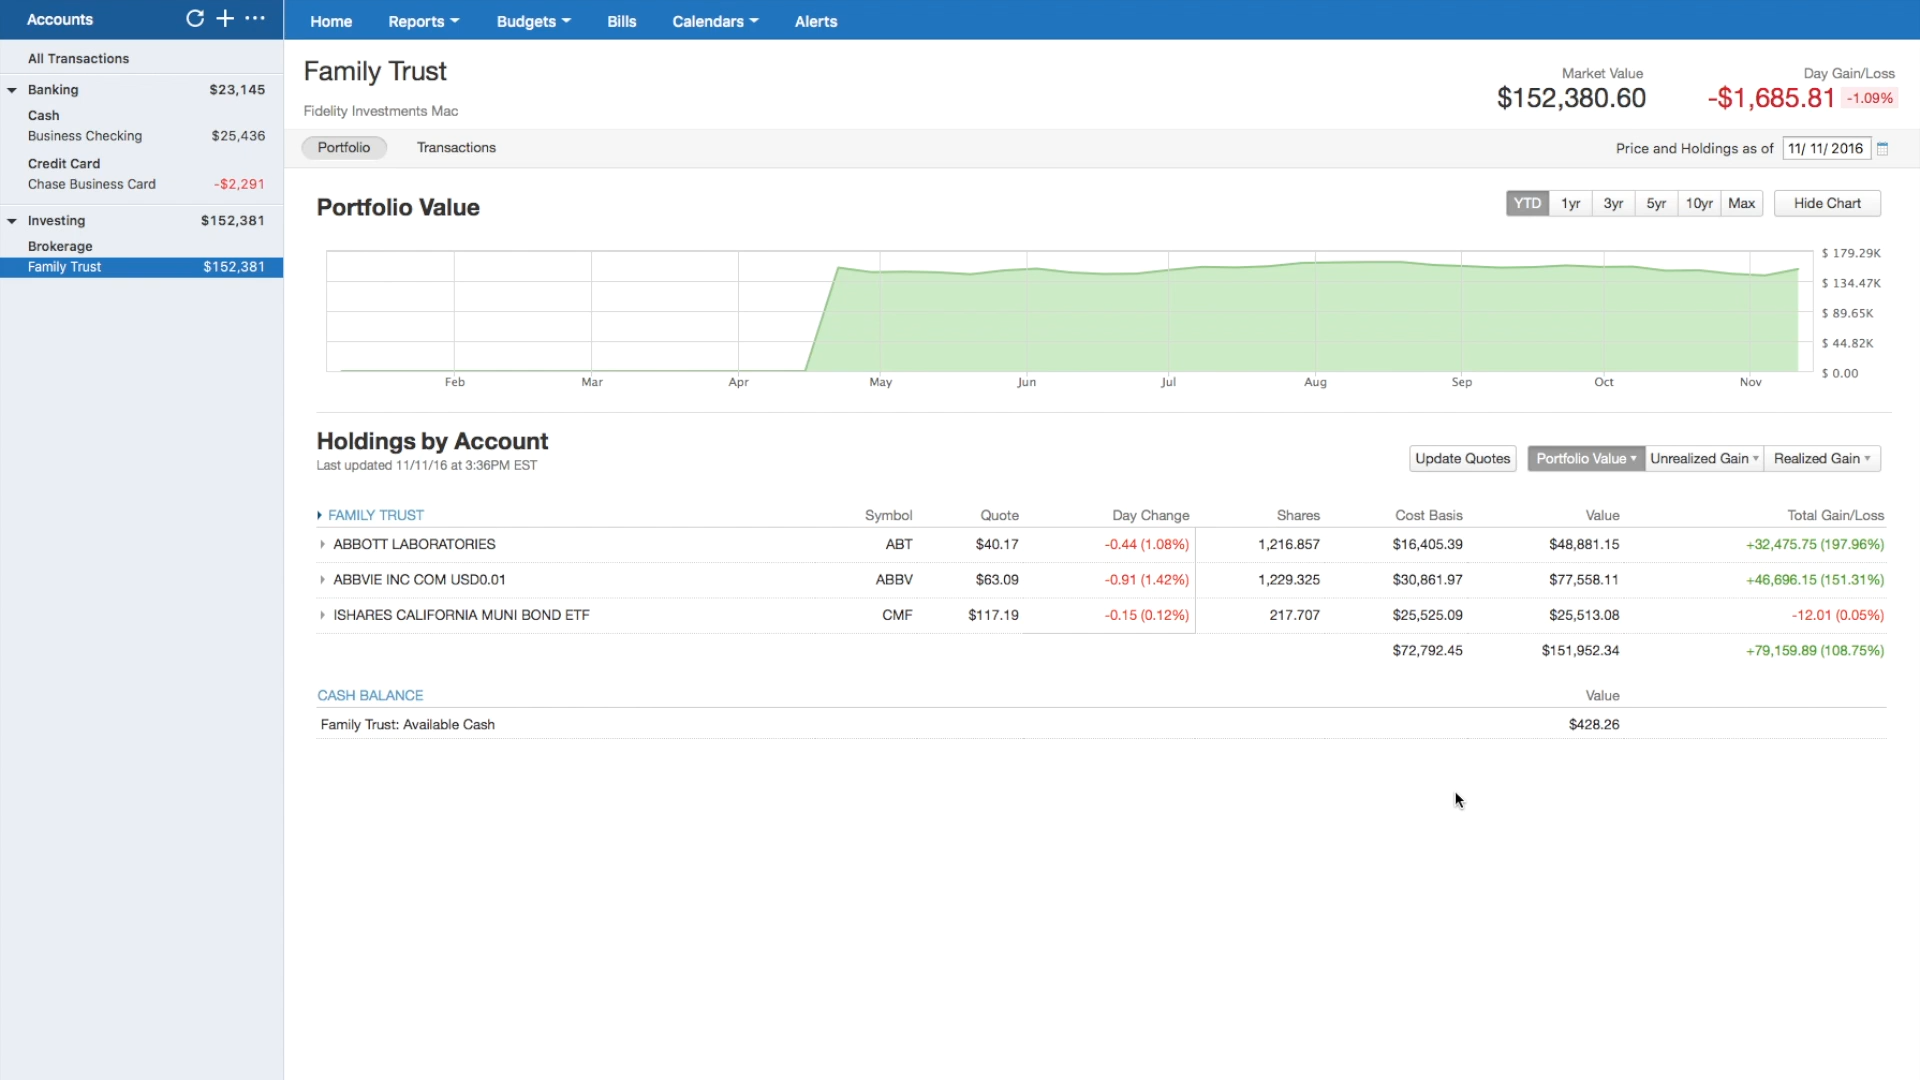 Accounts
Home Reports Budgets Bills Calendars Alerts
All Transactions
Banking $23,145
Cash
Business Checking $25,436
Credit Card
Chase Business Card -$2,291
Investing $152,381
Brokerage
Family Trust $152,381
Family Trust
Fidelity Investments Mac
Market Value
$152,380.60
Day Gain/Loss
-$1,685.81 -1.09%
Portfolio Transactions
Price and Holdings as of 11/ 11/ 2016
Portfolio Value
YTD 1yr 3yr 5yr 10yr Max Hide Chart
$ 179.29K
$ 134.47K
$ 89.65K
$ 44.82K
$ 0.00
Feb Mar Apr May Jun Jul Aug Sep Oct Nov
Holdings by Account
Last updated 11/11/16 at 3:36PM EST
Update Quotes Portfolio Value Unrealized Gain Realized Gain
FAMILY TRUST Symbol Quote Day Change Shares Cost Basis Value Total Gain/Loss
ABBOTT LABORATORIES ABT $40.17 -0.44 (1.08%) 1,216.857 $16,405.39 $48,881.15 +32,475.75 (197.96%)
ABBVIE INC COM USD0.01 ABBV $63.09 -0.91 (1.42%) 1,229.325 $30,861.97 $77,558.11 +46,696.15 (151.31%)
ISHARES CALIFORNIA MUNI BOND ETF CMF $117.19 -0.15 (0.12%) 217.707 $25,525.09 $25,513.08 -12.01 (0.05%)
$72,792.45 $151,952.34 +79,159.89 (108.75%)
CASH BALANCE Value
Family Trust: Available Cash $428.26